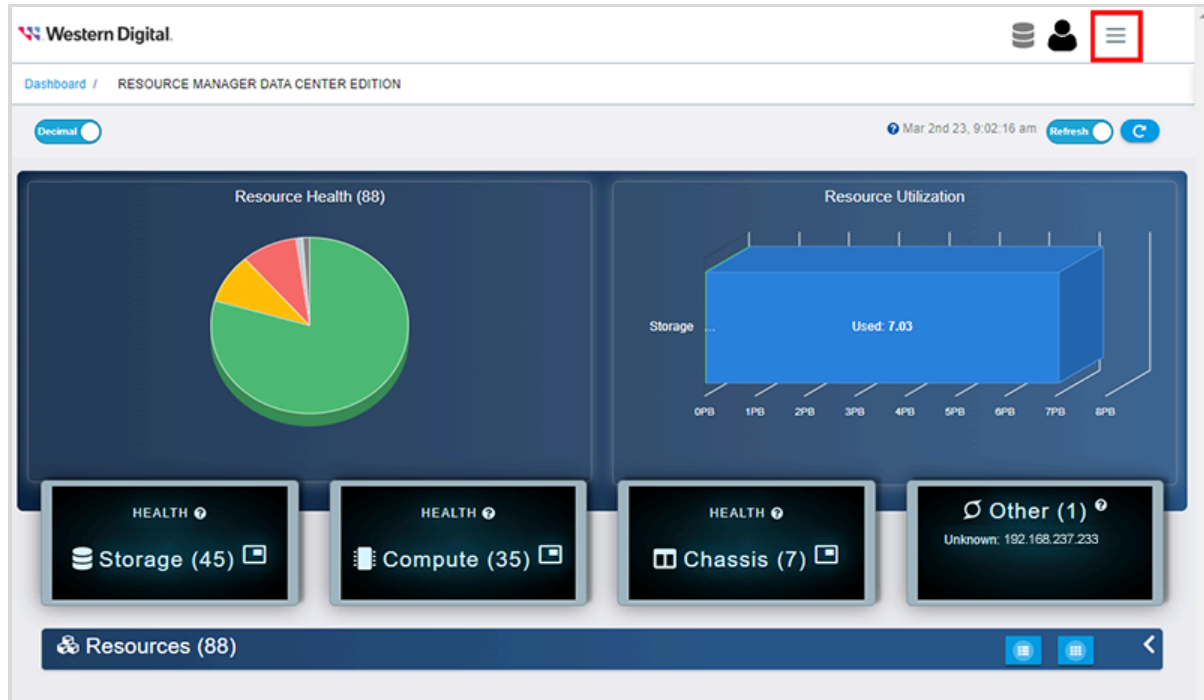 Western Digital.
Dashboard / RESOURCE MANAGER DATA CENTER EDITION
Decimal
Mar 2nd 23, 9:02:16 am Refresh
Resource Health (88)
Resource Utilization
Storage ... Used: 7.03
0PB 1PB 2PB 3PB 4PB 5PB 6PB 7PB 8PB
HEALTH
Storage (45)
HEALTH
Compute (35)
HEALTH
Chassis (7)
Other (1)
Unknown: 192.168.237.233
Resources (88)